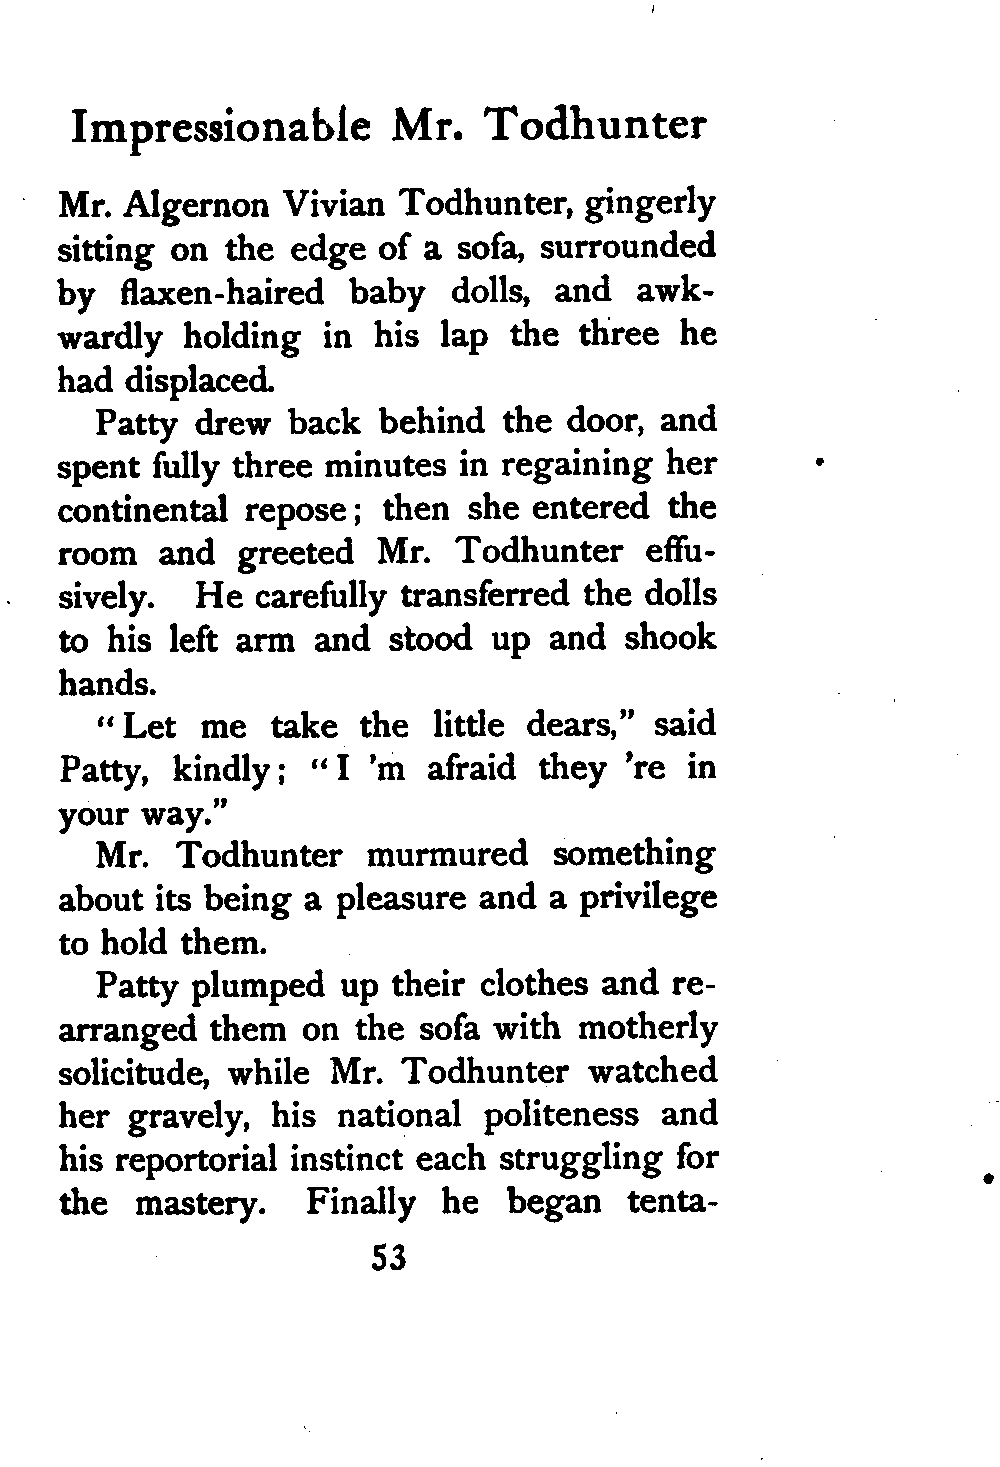 Impressionable Mr. Todhunter
Mr. Algernon Vivian Todhunter, gingerly
sitting on the edge of a sofa, surrounded
by flaxen-haired baby dolls, and awk-
wardly holding in his lap the three he
had displaced.
Patty drew back behind the door, and
spent fully three minutes in regaining her
continental repose; then she entered the
room and greeted Mr. Todhunter effu-
sively. He carefully transferred the dolls
to his left arm and stood up and shook
hands.
"Let me take the little dears," said
Patty, kindly; "I 'm afraid they 're in
your way."
Mr. Todhunter murmured something
about its being a pleasure and a privilege
to hold them.
Patty plumped up their clothes and re-
arranged them on the sofa with motherly
solicitude, while Mr. Todhunter watched
her gravely, his national politeness and
his reportorial instinct each struggling for
the mastery. Finally he began tenta-
53